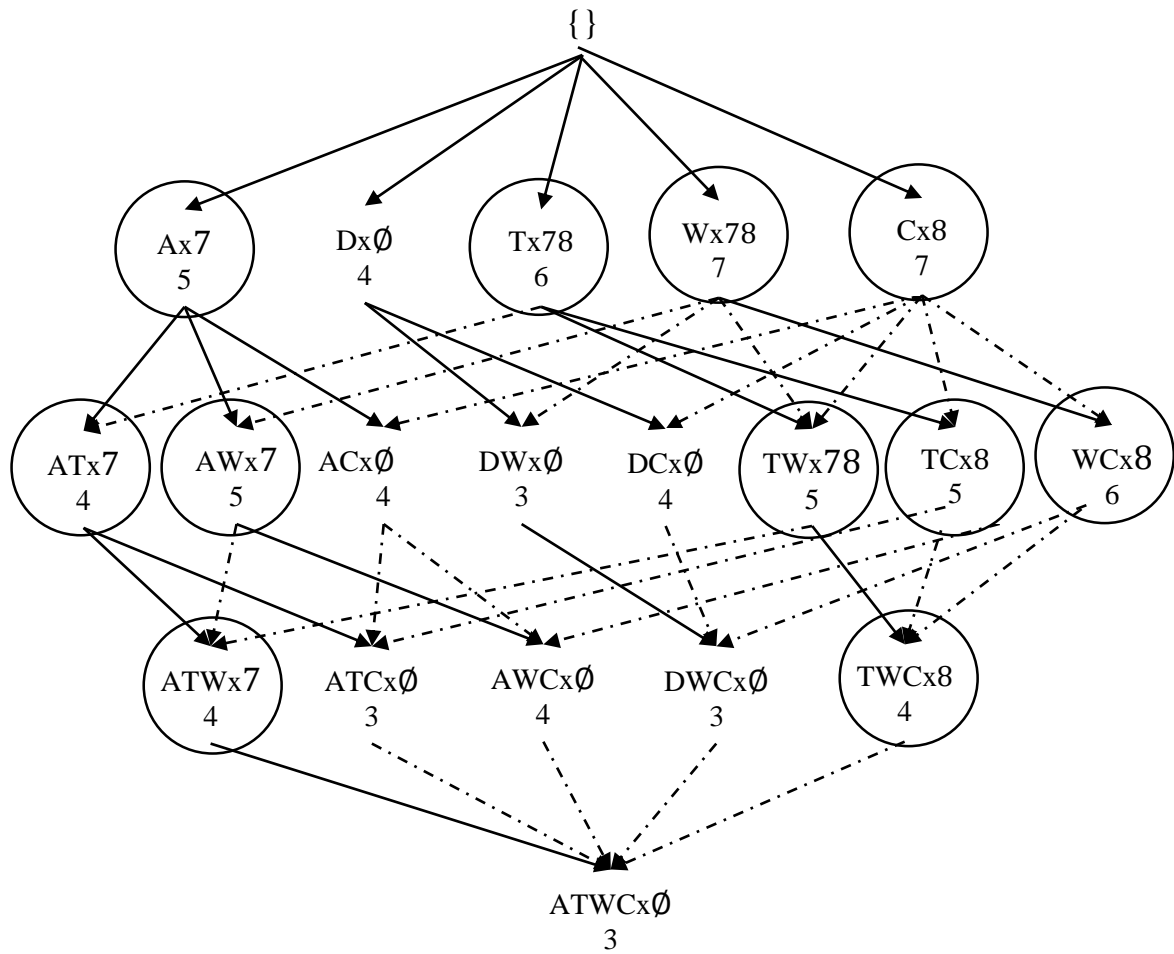 { }
Ax7
5
Dx∅
4
Tx78
6
Wx78
7
Cx8
7
ATx7
4
AWx7
5
ACx∅
4
DWx∅
3
DCx∅
4
TWx78
5
TCx8
5
WCx8
6
ATWx7
4
ATCx∅
3
AWCx∅
4
DWCx∅
3
TWCx8
4
ATWCx∅
3